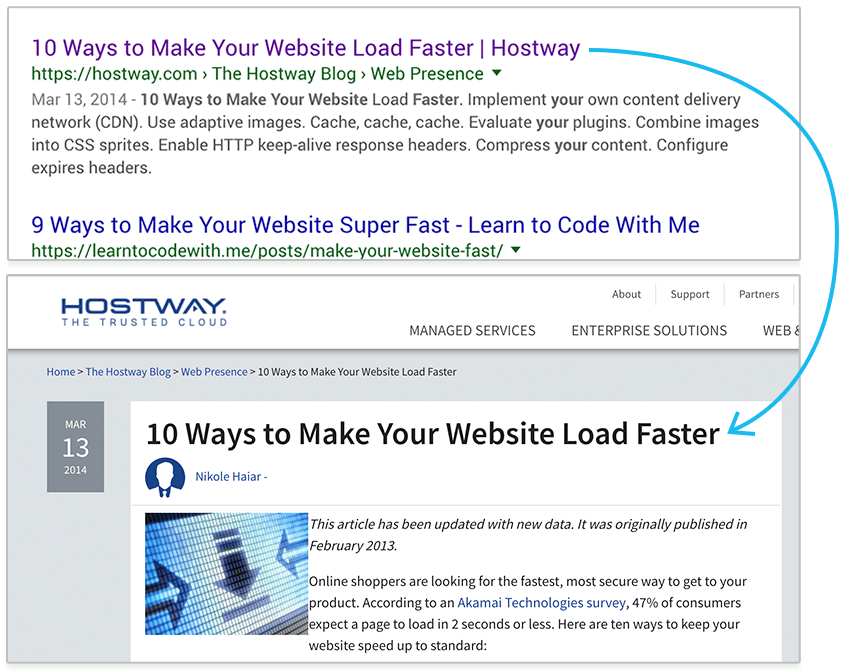 10 Ways to Make Your Website Load Faster | Hostway
https://hostway.com › The Hostway Blog › Web Presence
Mar 13, 2014 - 10 Ways to Make Your Website Load Faster. Implement your own content delivery
network (CDN). Use adaptive images. Cache, cache, cache. Evaluate your plugins. Combine images
into CSS sprites. Enable HTTP keep-alive response headers. Compress your content. Configure
expires headers.
9 Ways to Make Your Website Super Fast - Learn to Code With Me
https://learntocodewith.me/posts/make-your-website-fast/
About Support Partners
HOSTWAY.
THE TRUSTED CLOUD
MANAGED SERVICES ENTERPRISE SOLUTIONS WEB &
Home > The Hostway Blog > Web Presence > 10 Ways to Make Your Website Load Faster
MAR
13
2014
10 Ways to Make Your Website Load Faster
Nikole Haiar -
This article has been updated with new data. It was originally published in
February 2013.
Online shoppers are looking for the fastest, most secure way to get to your
product. According to an Akamai Technologies survey, 47% of consumers
expect a page to load in 2 seconds or less. Here are ten ways to keep your
website speed up to standard: